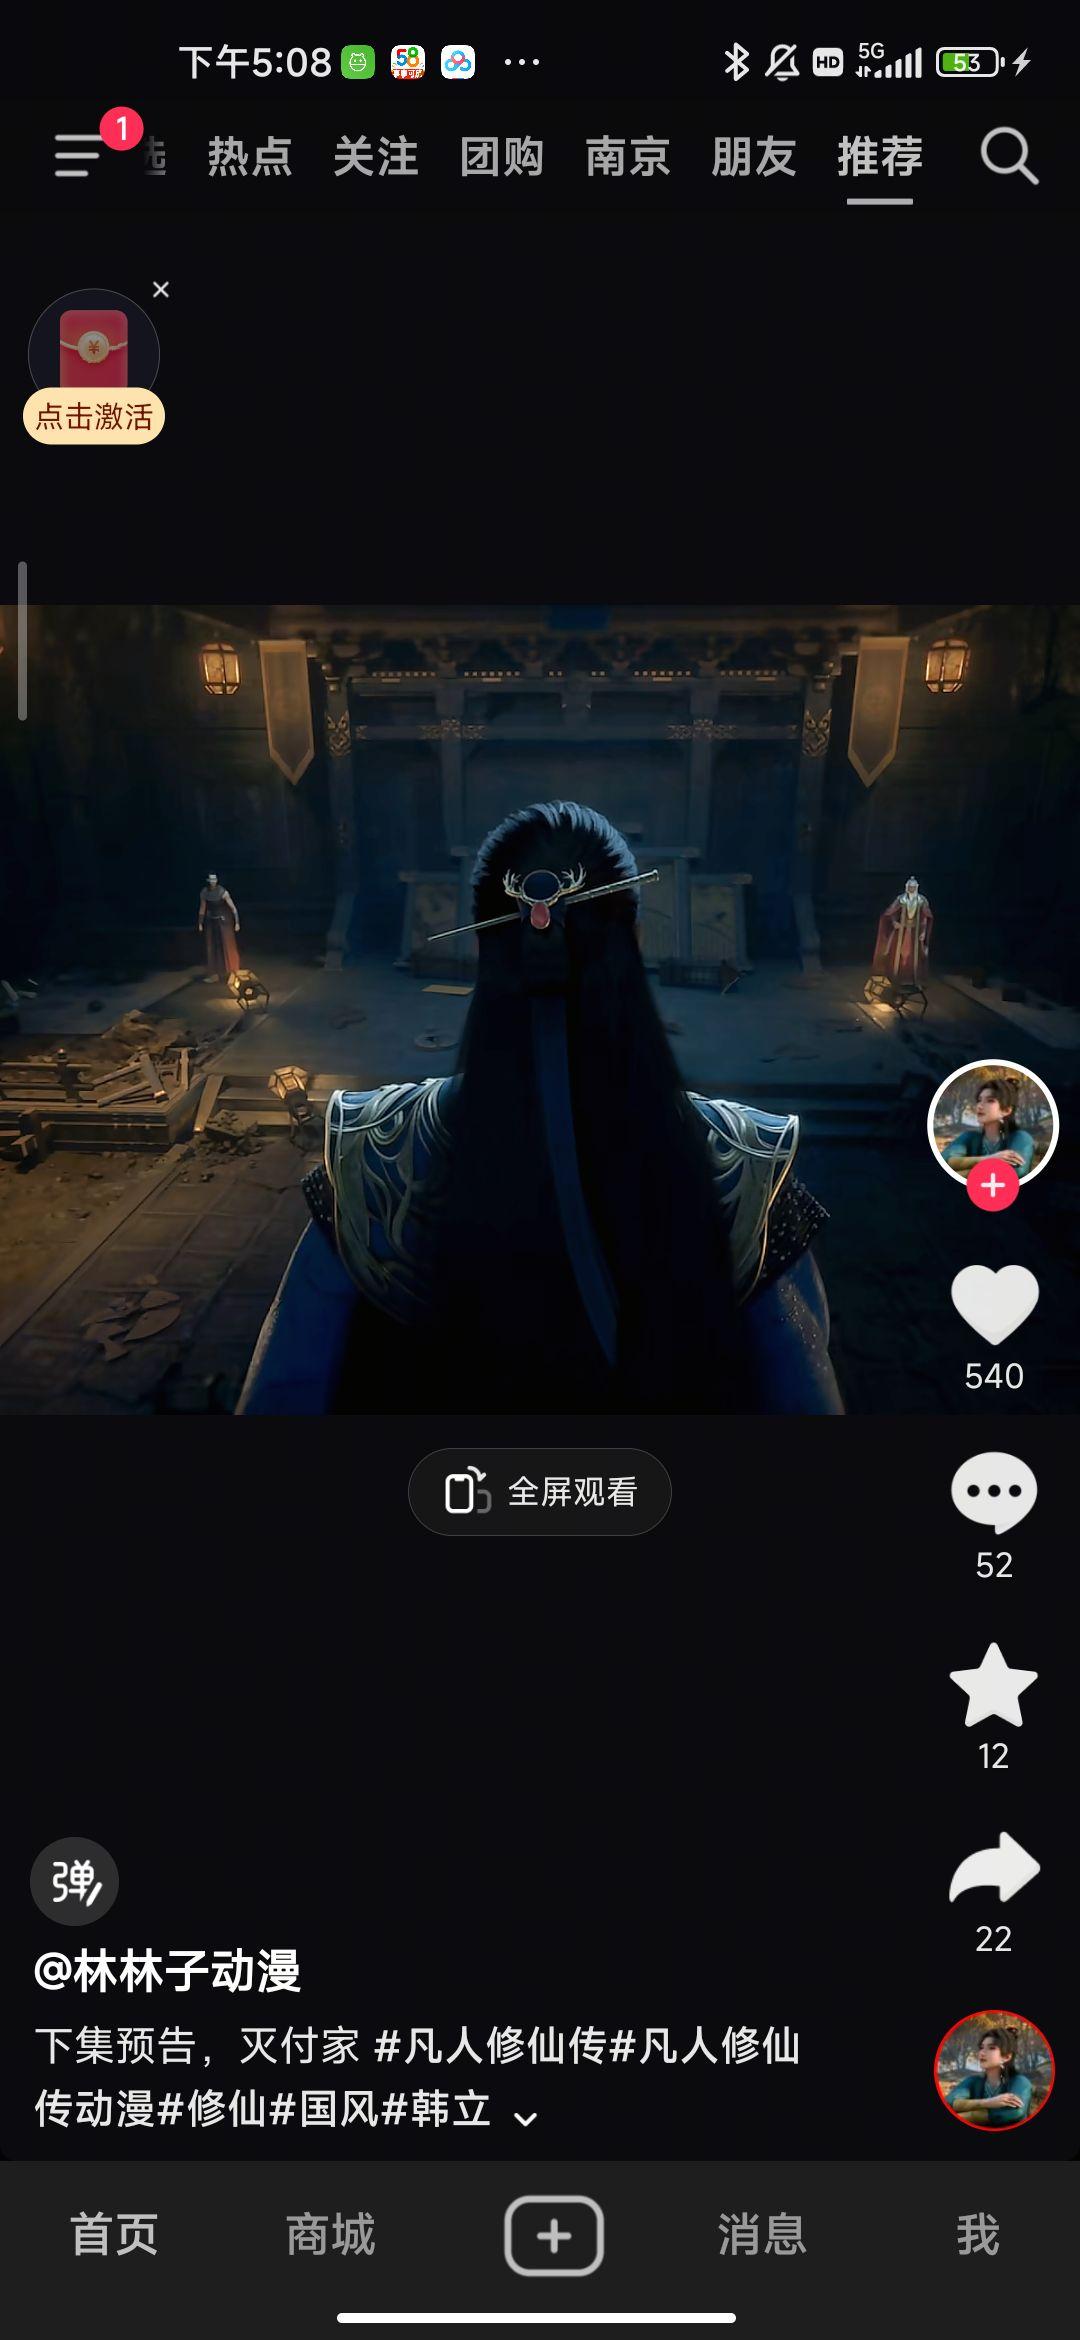 下午5:08
58
HD
5G
53
1
选 热点 关注 团购 南京 朋友 推荐
点击激活
540
全屏观看
52
12
弹
22
@林林子动漫
下集预告，灭付家 #凡人修仙传#凡人修仙
传动漫#修仙#国风#韩立
首页 商城 消息 我